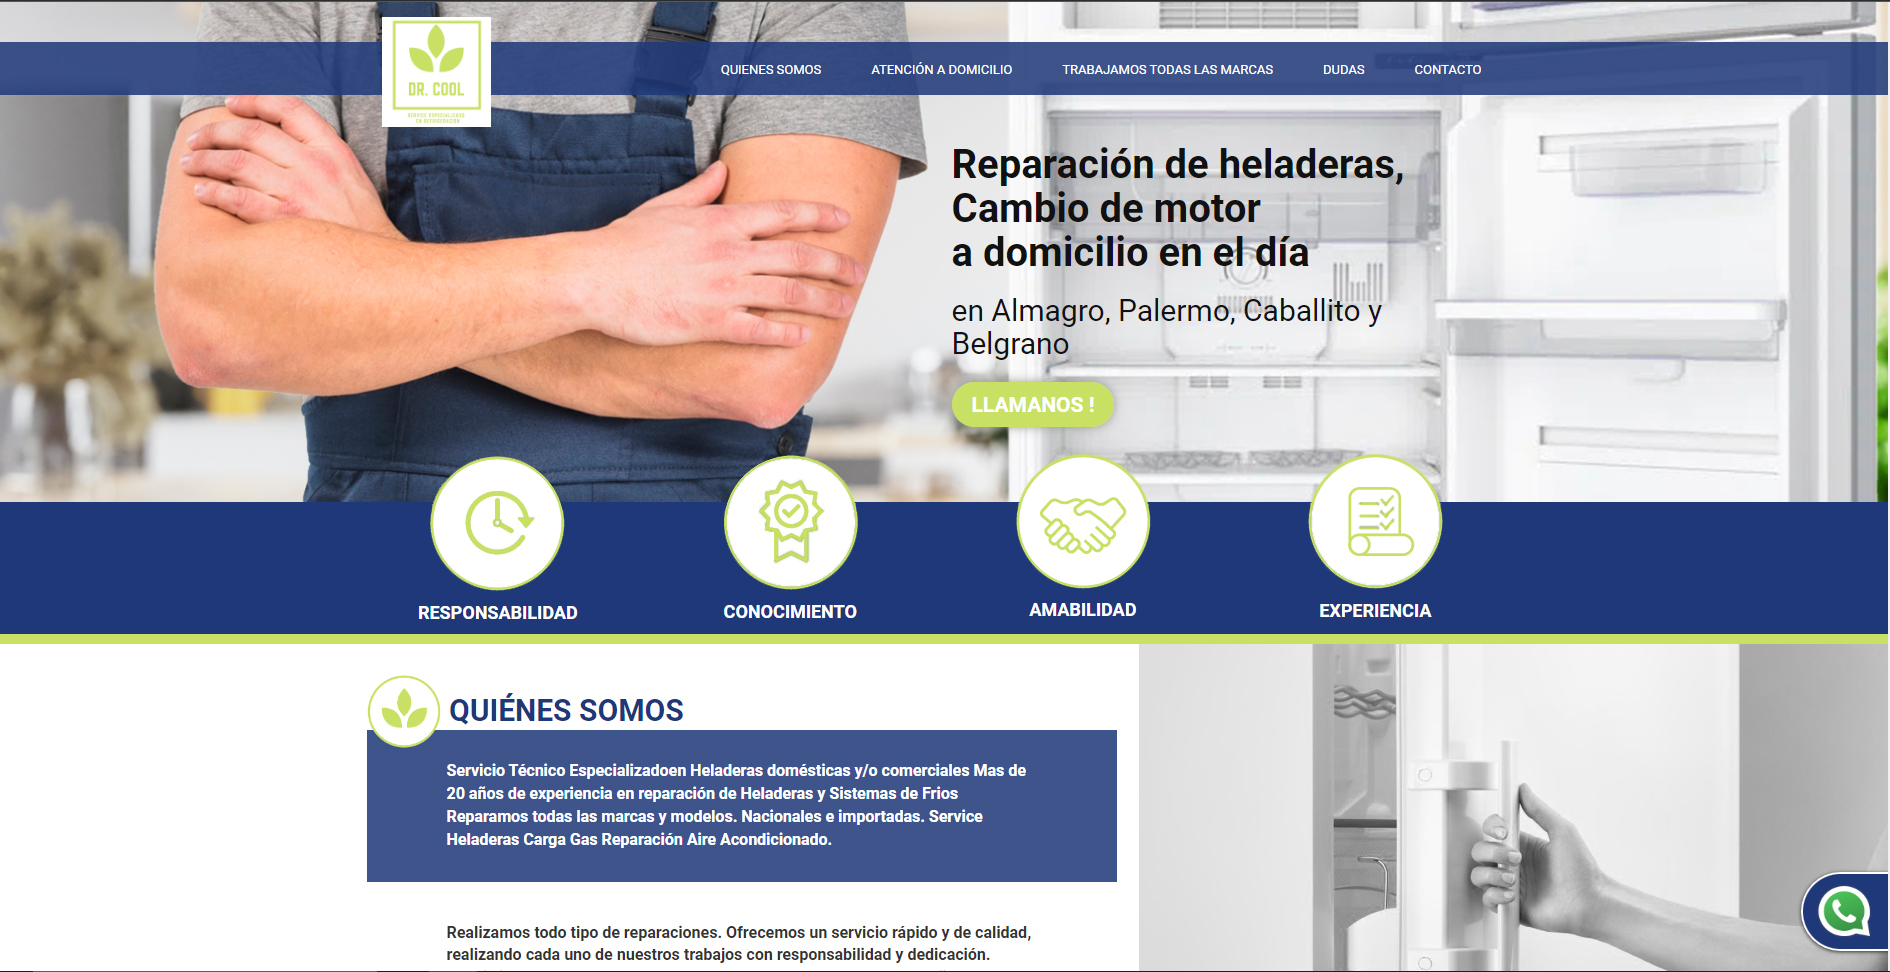 DR. COOL
SERVICIO ESPECIALIZADO
EN REFRIGERACIÓN
QUIENES SOMOS
ATENCIÓN A DOMICILIO
TRABAJAMOS TODAS LAS MARCAS
DUDAS
CONTACTO
Reparación de heladeras,
Cambio de motor
a domicilio en el día
en Almagro, Palermo, Caballito y
Belgrano
LLAMANOS !
RESPONSABILIDAD
CONOCIMIENTO
AMABILIDAD
EXPERIENCIA
QUIÉNES SOMOS
Servicio Técnico Especializadoen Heladeras domésticas y/o comerciales Mas de
20 años de experiencia en reparación de Heladeras y Sistemas de Frios
Reparamos todas las marcas y modelos. Nacionales e importadas. Service
Heladeras Carga Gas Reparación Aire Acondicionado.
Realizamos todo tipo de reparaciones. Ofrecemos un servicio rápido y de calidad,
realizando cada uno de nuestros trabajos con responsabilidad y dedicación.